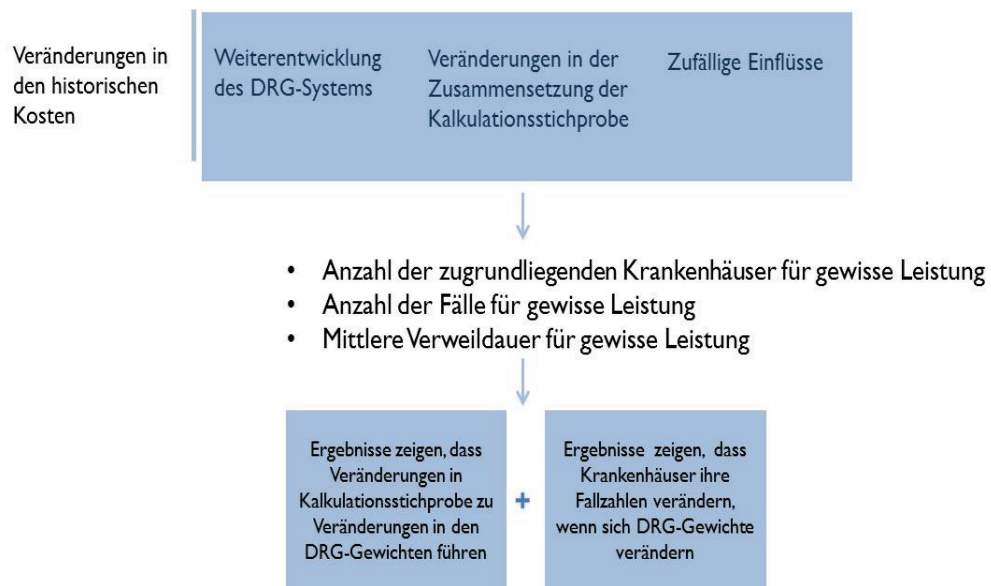 Veränderungen in
den historischen
Kosten
Weiterentwicklung
des DRG-Systems
Veränderungen in der
Zusammensetzung der
Kalkulationsstichprobe
Zufällige Einflüsse
• Anzahl der zugrundliegenden Krankenhäuser für gewisse Leistung
• Anzahl der Fälle für gewisse Leistung
• Mittlere Verweildauer für gewisse Leistung
Ergebnisse zeigen, dass
Veränderungen in
Kalkulationsstichprobe zu
Veränderungen in den
DRG-Gewichten führen
+
Ergebnisse zeigen, dass
Krankenhäuser ihre
Fallzahlen verändern,
wenn sich DRG-Gewichte
verändern